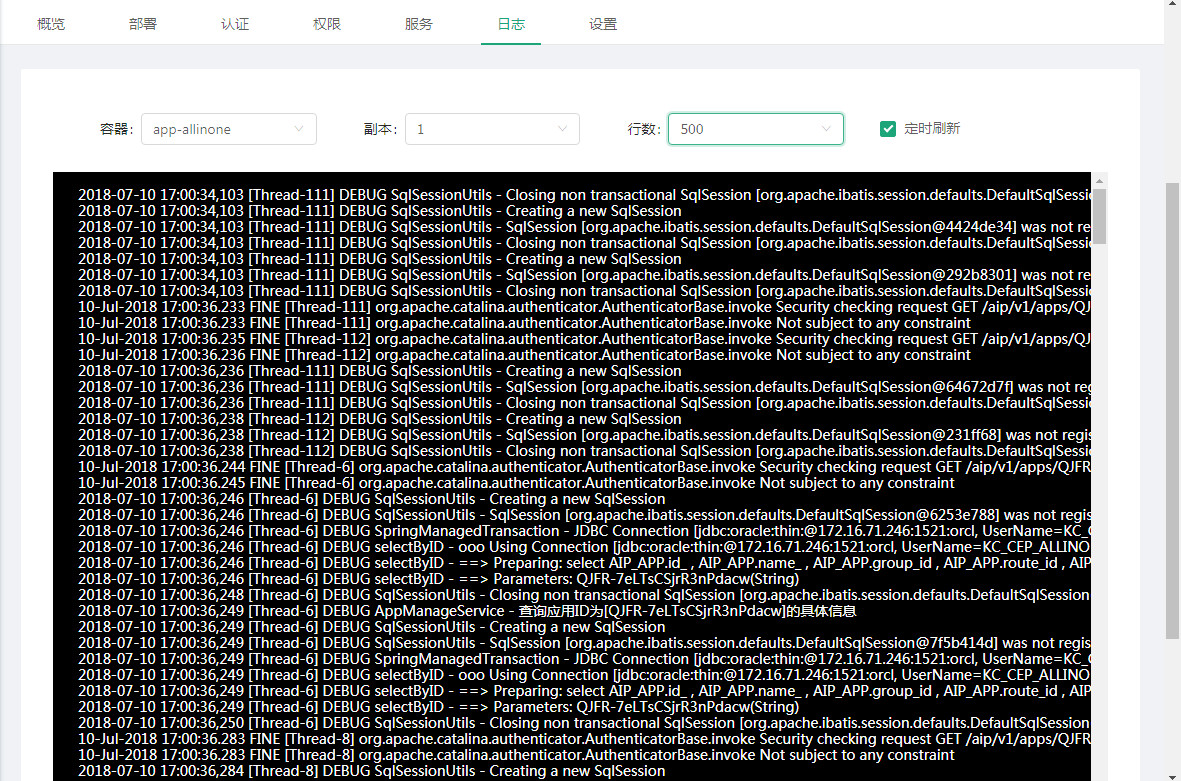 概览 部署 认证 权限 服务 日志 设置
容器: app-allinone 副本: 1 行数: 500 定时刷新
2018-07-10 17:00:34,103 [Thread-111] DEBUG SqlSessionUtils - Closing non transactional SqlSession [org.apache.ibatis.session.defaults.DefaultSqlSessi
2018-07-10 17:00:34,103 [Thread-111] DEBUG SqlSessionUtils - Creating a new SqlSession
2018-07-10 17:00:34,103 [Thread-111] DEBUG SqlSessionUtils - SqlSession [org.apache.ibatis.session.defaults.DefaultSqlSession@4424de34] was not re
2018-07-10 17:00:34,103 [Thread-111] DEBUG SqlSessionUtils - Closing non transactional SqlSession [org.apache.ibatis.session.defaults.DefaultSqlSessi
2018-07-10 17:00:34,103 [Thread-111] DEBUG SqlSessionUtils - Creating a new SqlSession
2018-07-10 17:00:34,103 [Thread-111] DEBUG SqlSessionUtils - SqlSession [org.apache.ibatis.session.defaults.DefaultSqlSession@292b8301] was not re
2018-07-10 17:00:34,103 [Thread-111] DEBUG SqlSessionUtils - Closing non transactional SqlSession [org.apache.ibatis.session.defaults.DefaultSqlSessi
10-Jul-2018 17:00:36.233 FINE [Thread-111] org.apache.catalina.authenticator.AuthenticatorBase.invoke Security checking request GET /aip/v1/apps/QJ
10-Jul-2018 17:00:36.233 FINE [Thread-111] org.apache.catalina.authenticator.AuthenticatorBase.invoke Not subject to any constraint
10-Jul-2018 17:00:36.235 FINE [Thread-112] org.apache.catalina.authenticator.AuthenticatorBase.invoke Security checking request GET /aip/v1/apps/QJ
10-Jul-2018 17:00:36.236 FINE [Thread-112] org.apache.catalina.authenticator.AuthenticatorBase.invoke Not subject to any constraint
2018-07-10 17:00:36,236 [Thread-111] DEBUG SqlSessionUtils - Creating a new SqlSession
2018-07-10 17:00:36,236 [Thread-111] DEBUG SqlSessionUtils - SqlSession [org.apache.ibatis.session.defaults.DefaultSqlSession@64672d7f] was not reg
2018-07-10 17:00:36,236 [Thread-111] DEBUG SqlSessionUtils - Closing non transactional SqlSession [org.apache.ibatis.session.defaults.DefaultSqlSessi
2018-07-10 17:00:36,238 [Thread-112] DEBUG SqlSessionUtils - Creating a new SqlSession
2018-07-10 17:00:36,238 [Thread-112] DEBUG SqlSessionUtils - SqlSession [org.apache.ibatis.session.defaults.DefaultSqlSession@231ff68] was not regis
2018-07-10 17:00:36,238 [Thread-112] DEBUG SqlSessionUtils - Closing non transactional SqlSession [org.apache.ibatis.session.defaults.DefaultSqlSessi
10-Jul-2018 17:00:36.244 FINE [Thread-6] org.apache.catalina.authenticator.AuthenticatorBase.invoke Security checking request GET /aip/v1/apps/QJFR
10-Jul-2018 17:00:36.245 FINE [Thread-6] org.apache.catalina.authenticator.AuthenticatorBase.invoke Not subject to any constraint
2018-07-10 17:00:36,246 [Thread-6] DEBUG SqlSessionUtils - Creating a new SqlSession
2018-07-10 17:00:36,246 [Thread-6] DEBUG SqlSessionUtils - SqlSession [org.apache.ibatis.session.defaults.DefaultSqlSession@6253e788] was not regis
2018-07-10 17:00:36,246 [Thread-6] DEBUG SpringManagedTransaction - JDBC Connection [jdbc:oracle:thin:@172.16.71.246:1521:orcl, UserName=KC_C
2018-07-10 17:00:36,246 [Thread-6] DEBUG selectByID - ooo Using Connection [jdbc:oracle:thin:@172.16.71.246:1521:orcl, UserName=KC_CEP_ALLINO
2018-07-10 17:00:36,246 [Thread-6] DEBUG selectByID - ==> Preparing: select AIP_APP.id_ , AIP_APP.name_ , AIP_APP.group_id , AIP_APP.route_id , AIP
2018-07-10 17:00:36,246 [Thread-6] DEBUG selectByID - ==> Parameters: QJFR-7eLTsCSjrR3nPdacw(String)
2018-07-10 17:00:36,248 [Thread-6] DEBUG SqlSessionUtils - Closing non transactional SqlSession [org.apache.ibatis.session.defaults.DefaultSqlSession
2018-07-10 17:00:36,249 [Thread-6] DEBUG AppManageService - 查询应用ID为[QJFR-7eLTsCSjrR3nPdacw]的具体信息
2018-07-10 17:00:36,249 [Thread-6] DEBUG SqlSessionUtils - Creating a new SqlSession
2018-07-10 17:00:36,249 [Thread-6] DEBUG SqlSessionUtils - SqlSession [org.apache.ibatis.session.defaults.DefaultSqlSession@7f5b414d] was not regis
2018-07-10 17:00:36,249 [Thread-6] DEBUG SpringManagedTransaction - JDBC Connection [jdbc:oracle:thin:@172.16.71.246:1521:orcl, UserName=KC_C
2018-07-10 17:00:36,249 [Thread-6] DEBUG selectByID - ooo Using Connection [jdbc:oracle:thin:@172.16.71.246:1521:orcl, UserName=KC_CEP_ALLINO
2018-07-10 17:00:36,249 [Thread-6] DEBUG selectByID - ==> Preparing: select AIP_APP.id_ , AIP_APP.name_ , AIP_APP.group_id , AIP_APP.route_id , AIP
2018-07-10 17:00:36,249 [Thread-6] DEBUG selectByID - ==> Parameters: QJFR-7eLTsCSjrR3nPdacw(String)
2018-07-10 17:00:36,250 [Thread-6] DEBUG SqlSessionUtils - Closing non transactional SqlSession [org.apache.ibatis.session.defaults.DefaultSqlSession
10-Jul-2018 17:00:36.283 FINE [Thread-8] org.apache.catalina.authenticator.AuthenticatorBase.invoke Security checking request GET /aip/v1/apps/QJFR
10-Jul-2018 17:00:36.283 FINE [Thread-8] org.apache.catalina.authenticator.AuthenticatorBase.invoke Not subject to any constraint
2018-07-10 17:00:36,284 [Thread-8] DEBUG SqlSessionUtils - Creating a new SqlSession